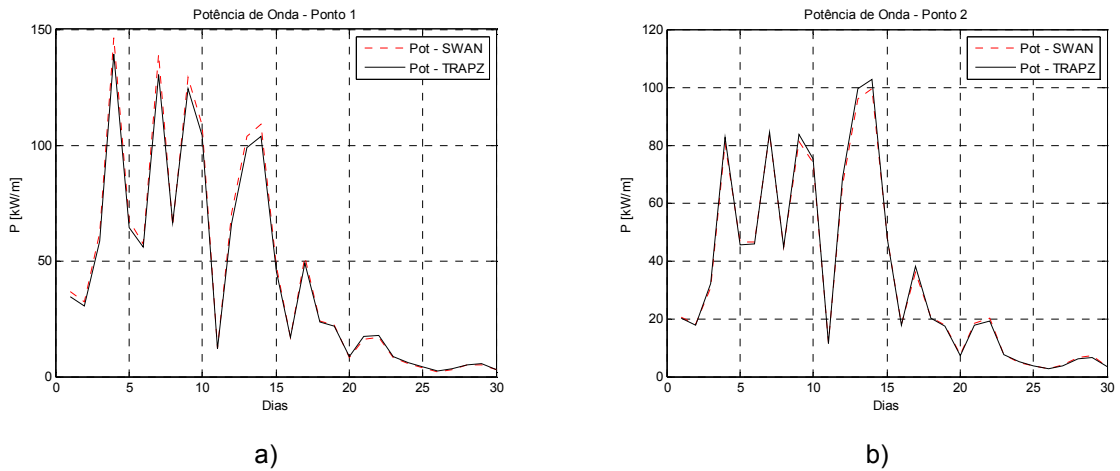 Potência de Onda - Ponto 1
150
100
50
0
P [kW/m]
0 5 10 15 20 25 30
Dias
Pot - SWAN
Pot - TRAPZ
a)
Potência de Onda - Ponto 2
120
100
80
60
40
20
0
P [kW/m]
0 5 10 15 20 25 30
Dias
Pot - SWAN
Pot - TRAPZ
b)